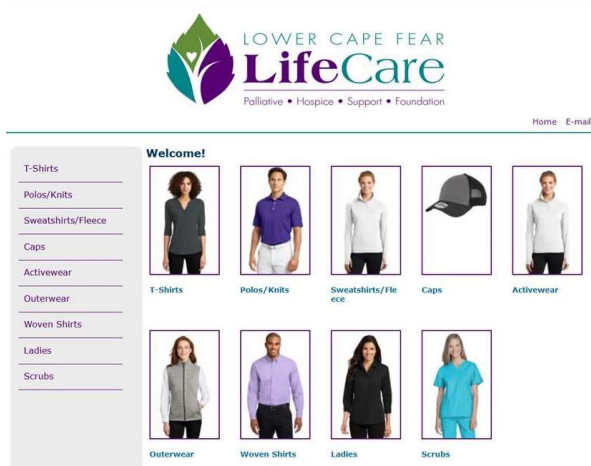 LOWER CAPE FEAR
LifeCare
Palliative • Hospice • Support • Foundation
Home E-mail
Welcome!
T-Shirts
Polos/Knits
Sweatshirts/Fleece
Caps
Activewear
Outerwear
Woven Shirts
Ladies
Scrubs
T-Shirts Polos/Knits Sweatshirts/Fle Caps Activewear
ece
Outerwear Woven Shirts Ladies Scrubs